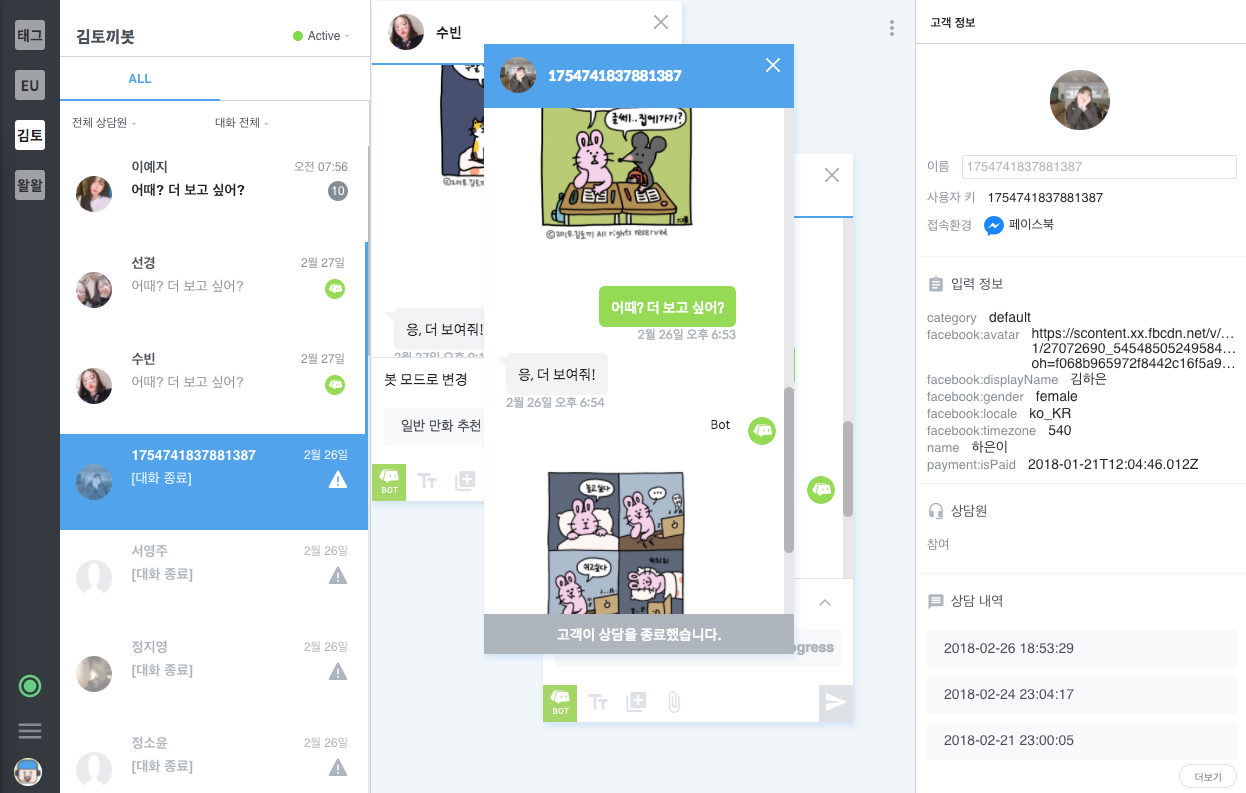 태그
EU
김토
왈왈
김토끼봇
Active
ALL
전체 상담원
대화 전체
이예지
오전 07:56
어때? 더 보고 싶어?
10
선경
2월 27일
어때? 더 보고 싶어?
수빈
2월 27일
어때? 더 보고 싶어?
1754741837881387
2월 26일
[대화 종료]
서영주
2월 26일
[대화 종료]
정지영
2월 26일
[대화 종료]
정소윤
2월 26일
[대화 종료]
수빈
응, 더 보여줘!
봇 모드로 변경
일반 만화 추천
BOT
Tт
1754741837881387
글쎄..집에가기?
©2018.김토끼 All rights reserved
어때? 더 보고 싶어?
2월 26일 오후 6:53
응, 더 보여줘!
2월 26일 오후 6:54
Bot
놀고싶다
쉬고싶다
고객이 상담을 종료했습니다.
ogress
BOT
Tт
고객 정보
이름 1754741837881387
사용자 키 1754741837881387
접속환경 페이스북
입력 정보
category default
facebook:avatar https://scontent.xx.fbcdn.net/v/...
1/27072690_54548505249584...
oh=f068b965972f8442c16f5a9...
facebook:displayName 김하은
facebook:gender female
facebook:locale ko_KR
facebook:timezone 540
name 하은이
payment:isPaid 2018-01-21T12:04:46.012Z
상담원
참여
상담 내역
2018-02-26 18:53:29
2018-02-24 23:04:17
2018-02-21 23:00:05
더보기